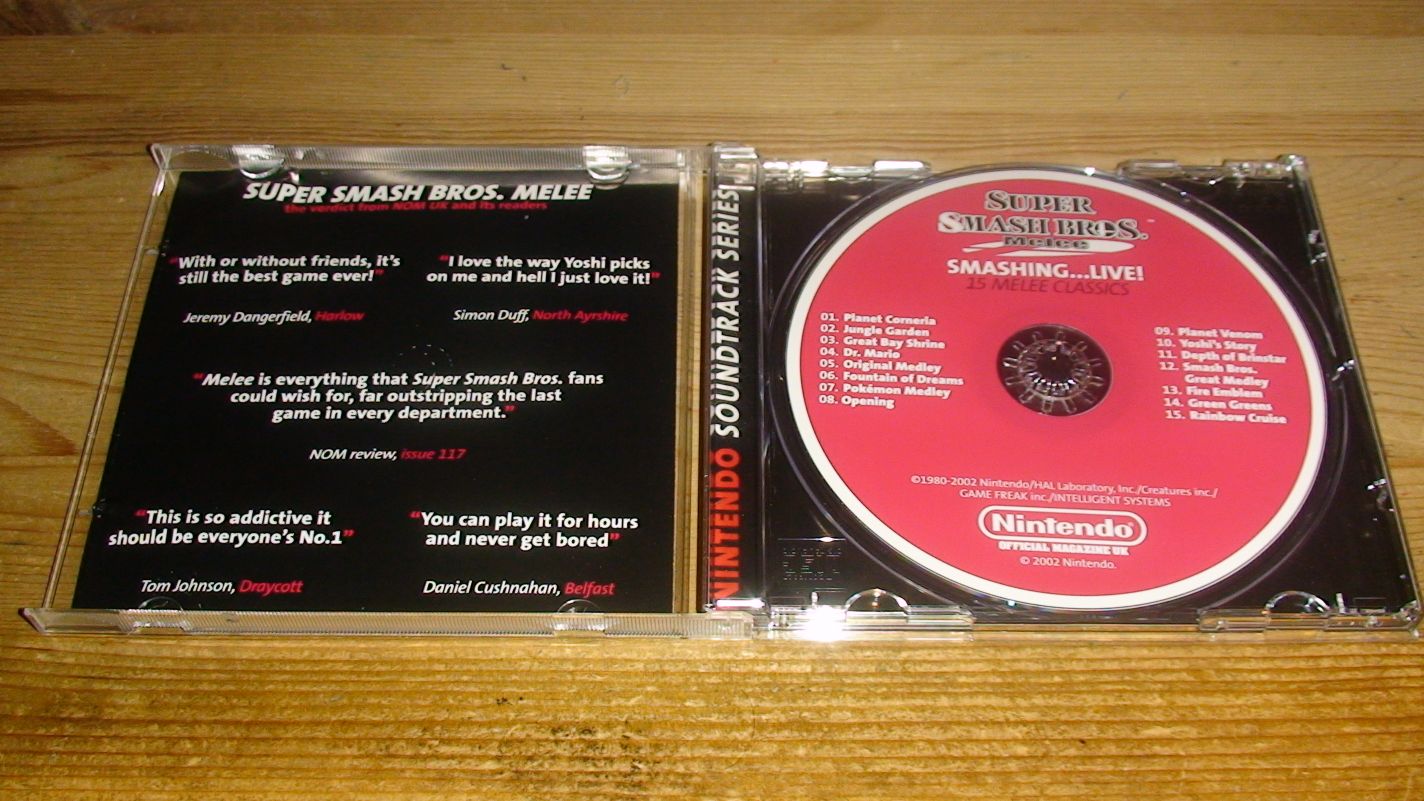 SUPER SMASH BROS. MELEE
the verdict from NOM UK and its readers
"With or without friends, it's
still the best game ever!"
Jeremy Dangerfield, Harlow
"I love the way Yoshi picks
on me and hell I just love it!"
Simon Duff, North Ayrshire
"Melee is everything that Super Smash Bros. fans
could wish for, far outstripping the last
game in every department."
NOM review, issue 117
"This is so addictive it
should be everyone's No.1"
Tom Johnson, Draycott
"You can play it for hours
and never get bored"
Daniel Cushnahan, Belfast
NINTENDO SOUNDTRACK SERIES
SUPER
SMASH BROS.™
Melee
SMASHING...LIVE!
15 MELEE CLASSICS
01. Planet Corneria
02. Jungle Garden
03. Great Bay Shrine
04. Dr. Mario
05. Original Medley
06. Fountain of Dreams
07. Pokémon Medley
08. Opening
09. Planet Venom
10. Yoshi's Story
11. Depth of Brinstar
12. Smash Bros.
Great Medley
13. Fire Emblem
14. Green Greens
15. Rainbow Cruise
©1980-2002 Nintendo/HAL Laboratory, Inc./Creatures inc./
GAME FREAK inc./INTELLIGENT SYSTEMS
Nintendo
OFFICIAL MAGAZINE UK
© 2002 Nintendo.